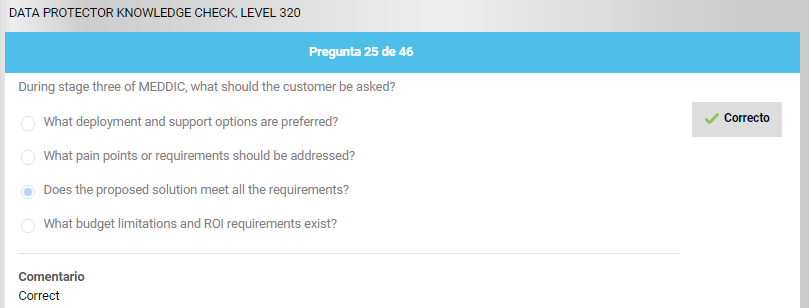 DATA PROTECTOR KNOWLEDGE CHECK, LEVEL 320
Pregunta 25 de 46
During stage three of MEDDIC, what should the customer be asked?
What deployment and support options are preferred?
Correcto
What pain points or requirements should be addressed?
Does the proposed solution meet all the requirements?
What budget limitations and ROI requirements exist?
Comentario
Correct